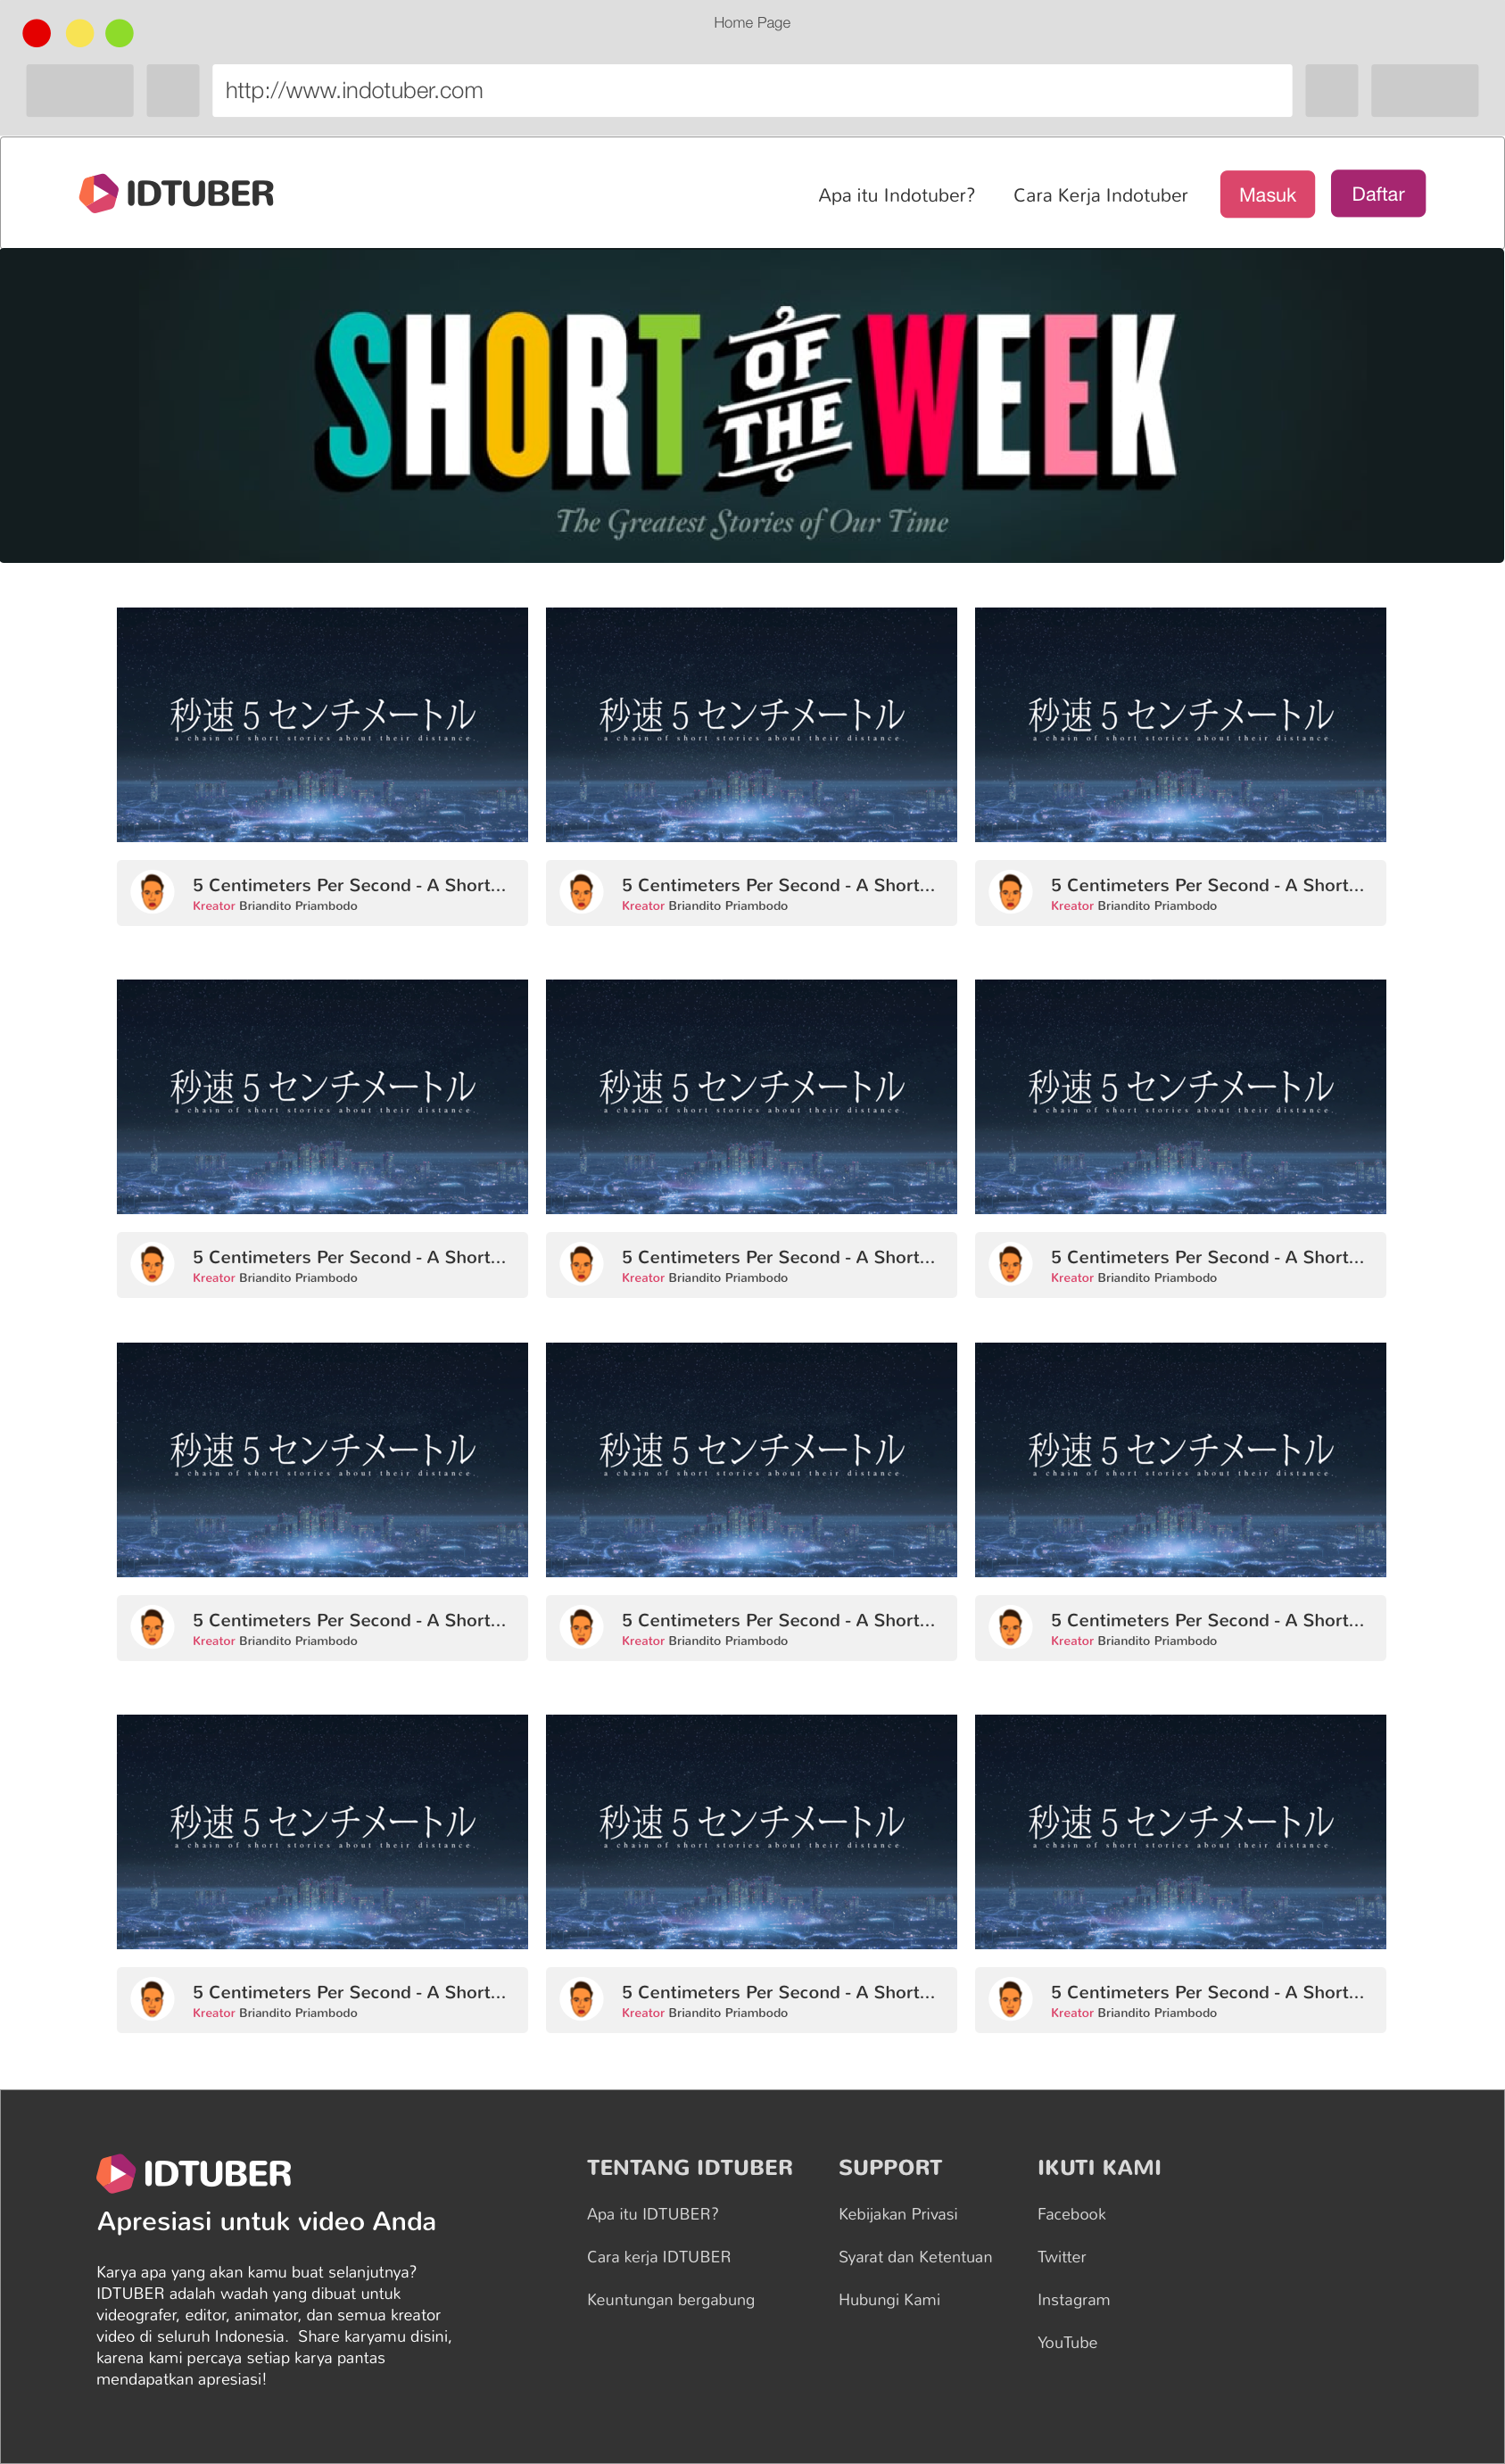 Home Page
http://www.indotuber.com
IDTUBER
Apa itu Indotuber?
Cara Kerja Indotuber
Masuk
Daftar
SHORT OF THE WEEK
The Greatest Stories of Our Time
秒速5センチメートル
a chain of short stories about their distance.
秒速5センチメートル
a chain of short stories about their distance.
秒速5センチメートル
a chain of short stories about their distance.
5 Centimeters Per Second - A Short...
Kreator Briandito Priambodo
5 Centimeters Per Second - A Short...
Kreator Briandito Priambodo
5 Centimeters Per Second - A Short...
Kreator Briandito Priambodo
秒速5センチメートル
a chain of short stories about their distance.
秒速5センチメートル
a chain of short stories about their distance.
秒速5センチメートル
a chain of short stories about their distance.
5 Centimeters Per Second - A Short...
Kreator Briandito Priambodo
5 Centimeters Per Second - A Short...
Kreator Briandito Priambodo
5 Centimeters Per Second - A Short...
Kreator Briandito Priambodo
秒速5センチメートル
a chain of short stories about their distance.
秒速5センチメートル
a chain of short stories about their distance.
秒速5センチメートル
a chain of short stories about their distance.
5 Centimeters Per Second - A Short...
Kreator Briandito Priambodo
5 Centimeters Per Second - A Short...
Kreator Briandito Priambodo
5 Centimeters Per Second - A Short...
Kreator Briandito Priambodo
秒速5センチメートル
a chain of short stories about their distance.
秒速5センチメートル
a chain of short stories about their distance.
秒速5センチメートル
a chain of short stories about their distance.
5 Centimeters Per Second - A Short...
Kreator Briandito Priambodo
5 Centimeters Per Second - A Short...
Kreator Briandito Priambodo
5 Centimeters Per Second - A Short...
Kreator Briandito Priambodo
IDTUBER
Apresiasi untuk video Anda
Karya apa yang akan kamu buat selanjutnya?
IDTUBER adalah wadah yang dibuat untuk
videografer, editor, animator, dan semua kreator
video di seluruh Indonesia.  Share karyamu disini,
karena kami percaya setiap karya pantas
mendapatkan apresiasi!
TENTANG IDTUBER
Apa itu IDTUBER?
Cara kerja IDTUBER
Keuntungan bergabung
SUPPORT
Kebijakan Privasi
Syarat dan Ketentuan
Hubungi Kami
IKUTI KAMI
Facebook
Twitter
Instagram
YouTube